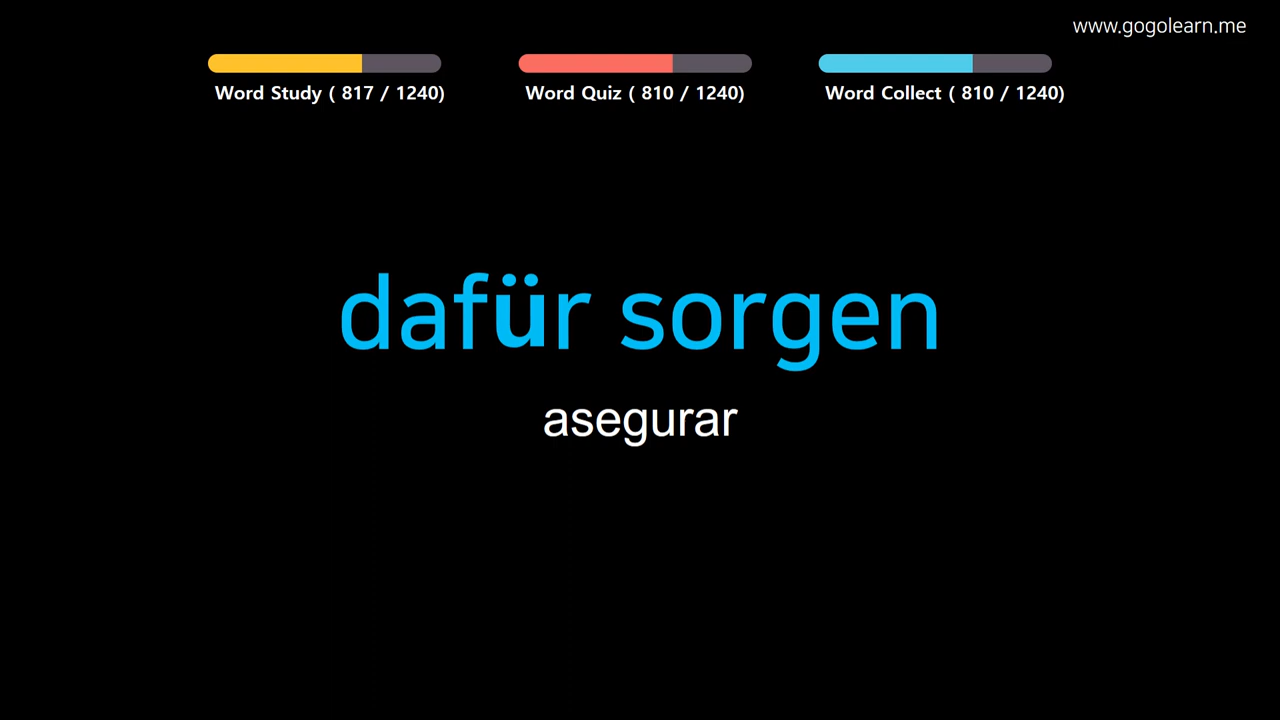 www.gogolearn.me
Word Study ( 817 / 1240)
Word Quiz ( 810 / 1240)
Word Collect ( 810 / 1240)
dafür sorgen
asegurar